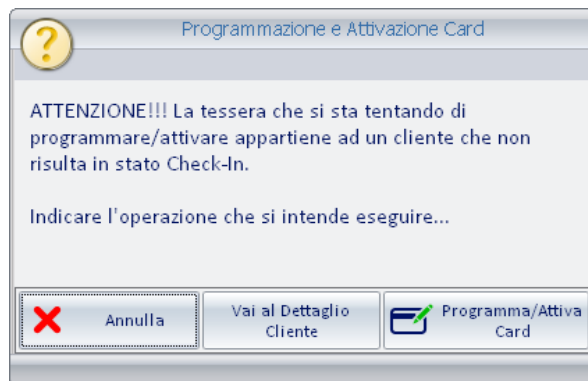 Programmazione e Attivazione Card
ATTENZIONE!!! La tessera che si sta tentando di
programmare/attivare appartiene ad un cliente che non
risulta in stato Check-In.
Indicare l'operazione che si intende eseguire...
Annulla
Vai al Dettaglio
Cliente
Programma/Attiva
Card